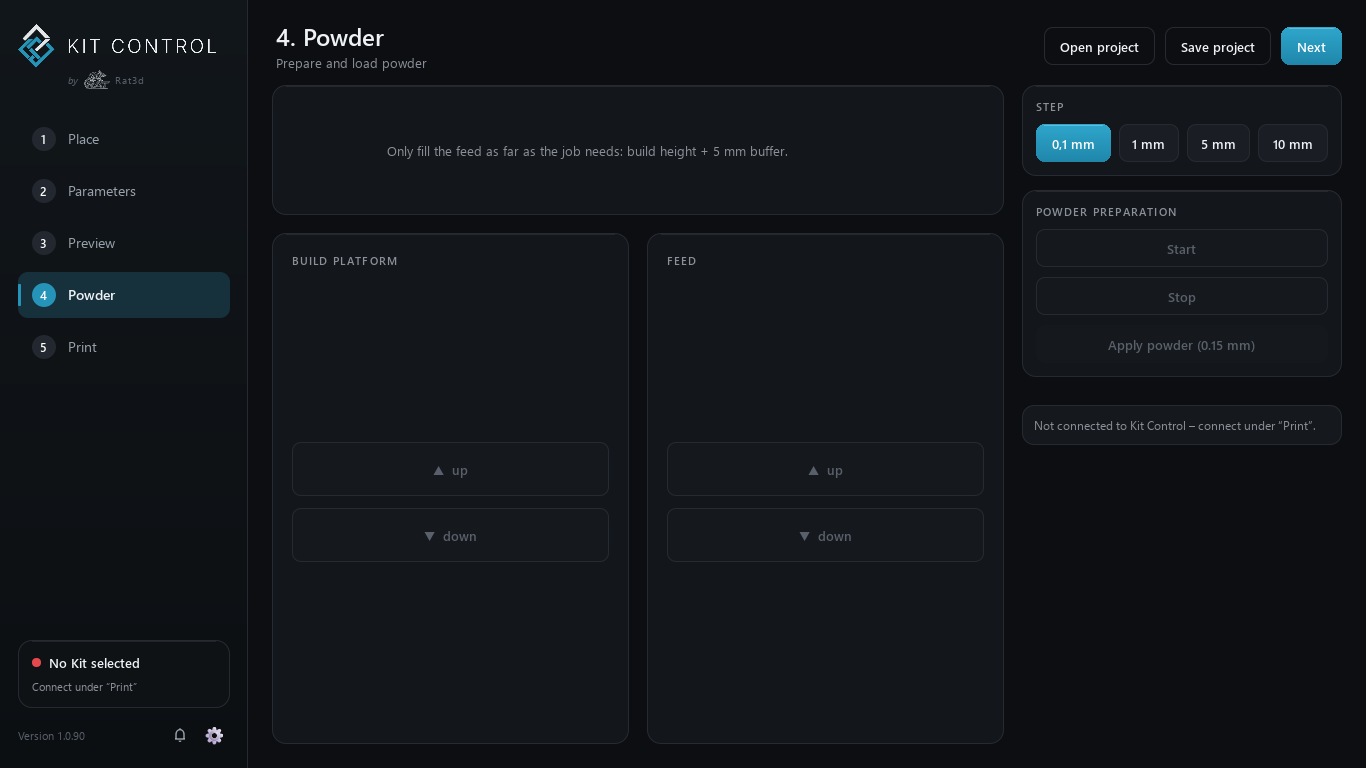 KIT CONTROL
by Rat3d
1 Place
2 Parameters
3 Preview
4 Powder
5 Print
No Kit selected
Connect under “Print”
Version 1.0.90
4. Powder
Prepare and load powder
Open project
Save project
Next
Only fill the feed as far as the job needs: build height + 5 mm buffer.
BUILD PLATFORM
▲ up
▼ down
FEED
▲ up
▼ down
STEP
0,1 mm
1 mm
5 mm
10 mm
POWDER PREPARATION
Start
Stop
Apply powder (0.15 mm)
Not connected to Kit Control – connect under “Print”.